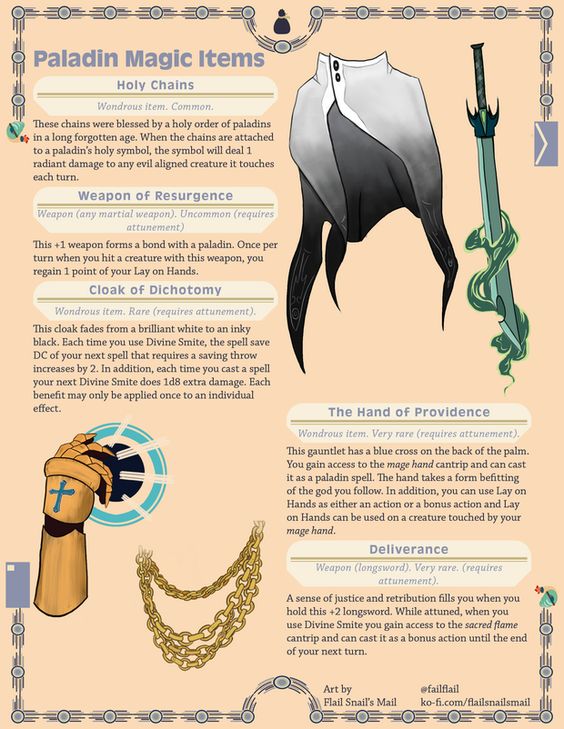 Paladin Magic Items
Holy Chains
Wondrous item. Common.
These chains were blessed by a holy order of paladins
in a long forgotten age. When the chains are attached
to a paladin's holy symbol, the symbol will deal 1
radiant damage to any evil aligned creature it touches
each turn.
Weapon of Resurgence
Weapon (any martial weapon). Uncommon (requires
attunement)
This +1 weapon forms a bond with a paladin. Once per
turn when you hit a creature with this weapon, you
regain 1 point of your Lay on Hands.
Cloak of Dichotomy
Wondrous item. Rare (requires attunement).
This cloak fades from a brilliant white to an inky
black. Each time you use Divine Smite, the spell save
DC of your next spell that requires a saving throw
increases by 2. In addition, each time you cast a spell
your next Divine Smite does 1d8 extra damage. Each
benefit may only be applied once to an individual
effect.
The Hand of Providence
Wondrous item. Very rare (requires attunement).
This gauntlet has a blue cross on the back of the palm.
You gain access to the mage hand cantrip and can cast
it as a paladin spell. The hand takes a form befitting
of the god you follow. In addition, you can use Lay on
Hands as either an action or a bonus action and Lay
on Hands can be used on a creature touched by your
mage hand.
Deliverance
Weapon (longsword). Very rare. (requires
attunement).
A sense of justice and retribution fills you when you
hold this +2 longsword. While attuned, when you
use Divine Smite you gain access to the sacred flame
cantrip and can cast it as a bonus action until the end
of your next turn.
Art by
Flail Snail's Mail
@failflail
ko-fi.com/flailsnailsmail